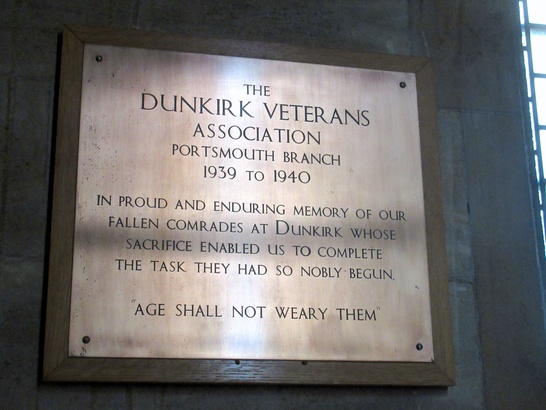 THE
DUNKIRK VETERANS
ASSOCIATION
PORTSMOUTH BRANCH
1939 TO 1940
IN PROUD AND ENDURING MEMORY OF OUR
FALLEN COMRADES AT DUNKIRK WHOSE
SACRIFICE ENABLED US TO COMPLETE
THE TASK THEY HAD SO NOBLY BEGUN.
"AGE SHALL NOT WEARY THEM"